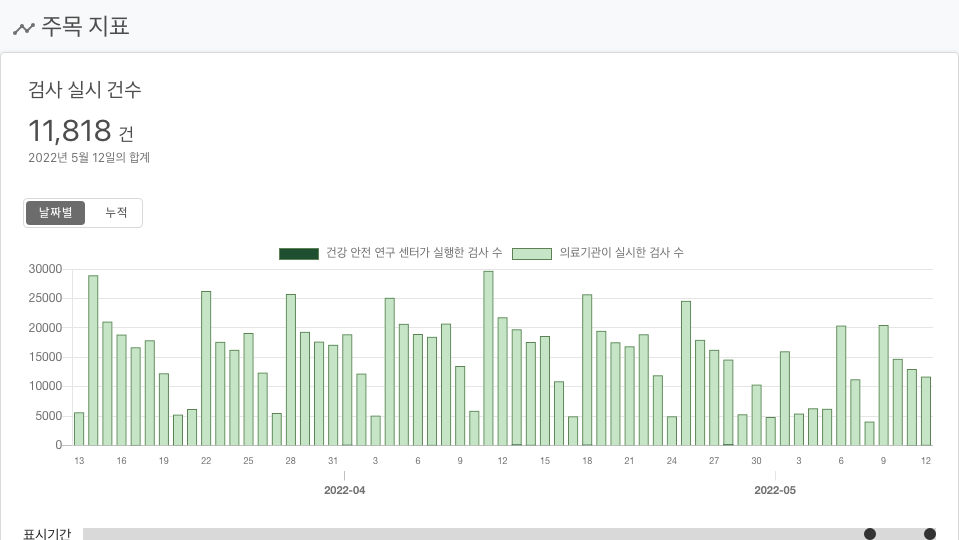 주목 지표
검사 실시 건수
11,818 건
2022년 5월 12일의 합계
날짜별 누적
건강 안전 연구 센터가 실행한 검사 수 의료기관이 실시한 검사 수
30000
25000
20000
15000
10000
5000
0
13 16 19 22 25 28 31 3 6 9 12 15 18 21 24 27 30 3 6 9 12
2022-04 2022-05
표시기간